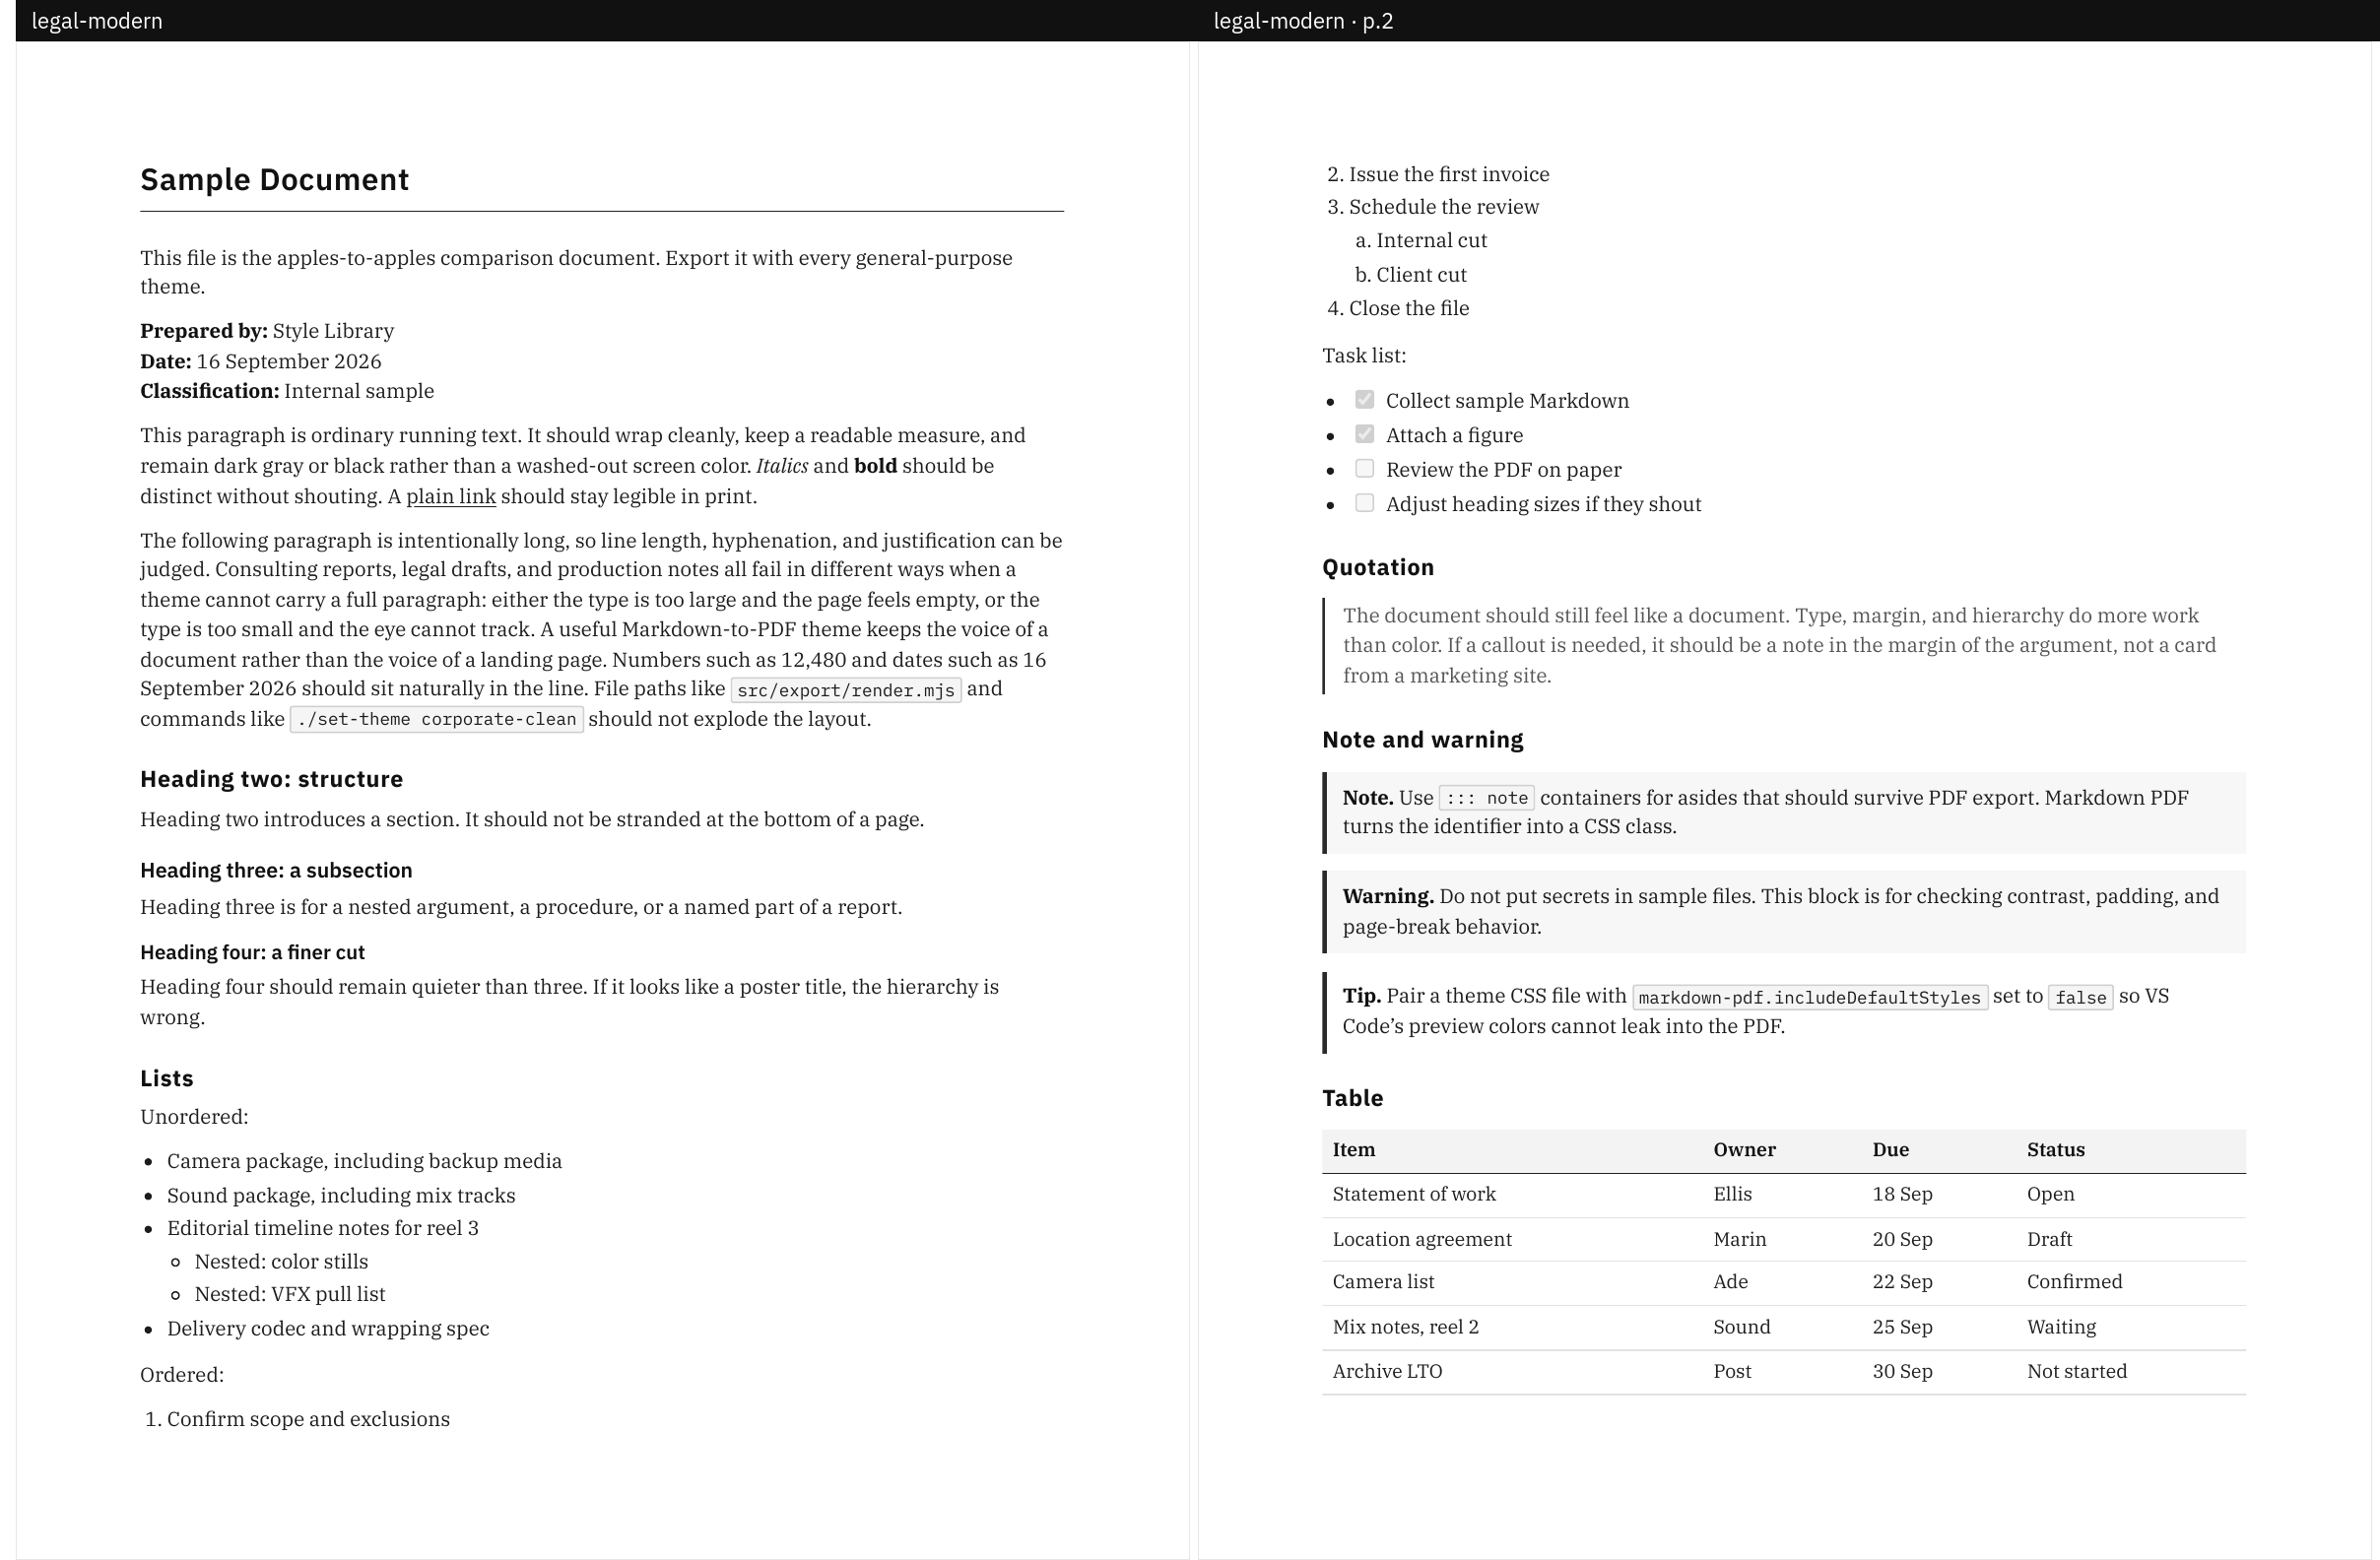 legal-modern
Sample Document
This file is the apples-to-apples comparison document. Export it with every general-purpose
theme.
Prepared by: Style Library
Date: 16 September 2026
Classification: Internal sample
This paragraph is ordinary running text. It should wrap cleanly, keep a readable measure, and
remain dark gray or black rather than a washed-out screen color. Italics and bold should be
distinct without shouting. A plain link should stay legible in print.
The following paragraph is intentionally long, so line length, hyphenation, and justification can be
judged. Consulting reports, legal drafts, and production notes all fail in different ways when a
theme cannot carry a full paragraph: either the type is too large and the page feels empty, or the
type is too small and the eye cannot track. A useful Markdown-to-PDF theme keeps the voice of a
document rather than the voice of a landing page. Numbers such as 12,480 and dates such as 16
September 2026 should sit naturally in the line. File paths like src/export/render.mjs and
commands like ./set-theme corporate-clean should not explode the layout.
Heading two: structure
Heading two introduces a section. It should not be stranded at the bottom of a page.
Heading three: a subsection
Heading three is for a nested argument, a procedure, or a named part of a report.
Heading four: a finer cut
Heading four should remain quieter than three. If it looks like a poster title, the hierarchy is
wrong.
Lists
Unordered:
• Camera package, including backup media
• Sound package, including mix tracks
• Editorial timeline notes for reel 3
◦ Nested: color stills
◦ Nested: VFX pull list
• Delivery codec and wrapping spec
Ordered:
1. Confirm scope and exclusions
legal-modern · p.2
2. Issue the first invoice
3. Schedule the review
a. Internal cut
b. Client cut
4. Close the file
Task list:
• Collect sample Markdown
• Attach a figure
• Review the PDF on paper
• Adjust heading sizes if they shout
Quotation
The document should still feel like a document. Type, margin, and hierarchy do more work
than color. If a callout is needed, it should be a note in the margin of the argument, not a card
from a marketing site.
Note and warning
Note. Use ::: note containers for asides that should survive PDF export. Markdown PDF
turns the identifier into a CSS class.
Warning. Do not put secrets in sample files. This block is for checking contrast, padding, and
page-break behavior.
Tip. Pair a theme CSS file with markdown-pdf.includeDefaultStyles set to false so VS
Code’s preview colors cannot leak into the PDF.
Table
Item Owner Due Status
Statement of work Ellis 18 Sep Open
Location agreement Marin 20 Sep Draft
Camera list Ade 22 Sep Confirmed
Mix notes, reel 2 Sound 25 Sep Waiting
Archive LTO Post 30 Sep Not started